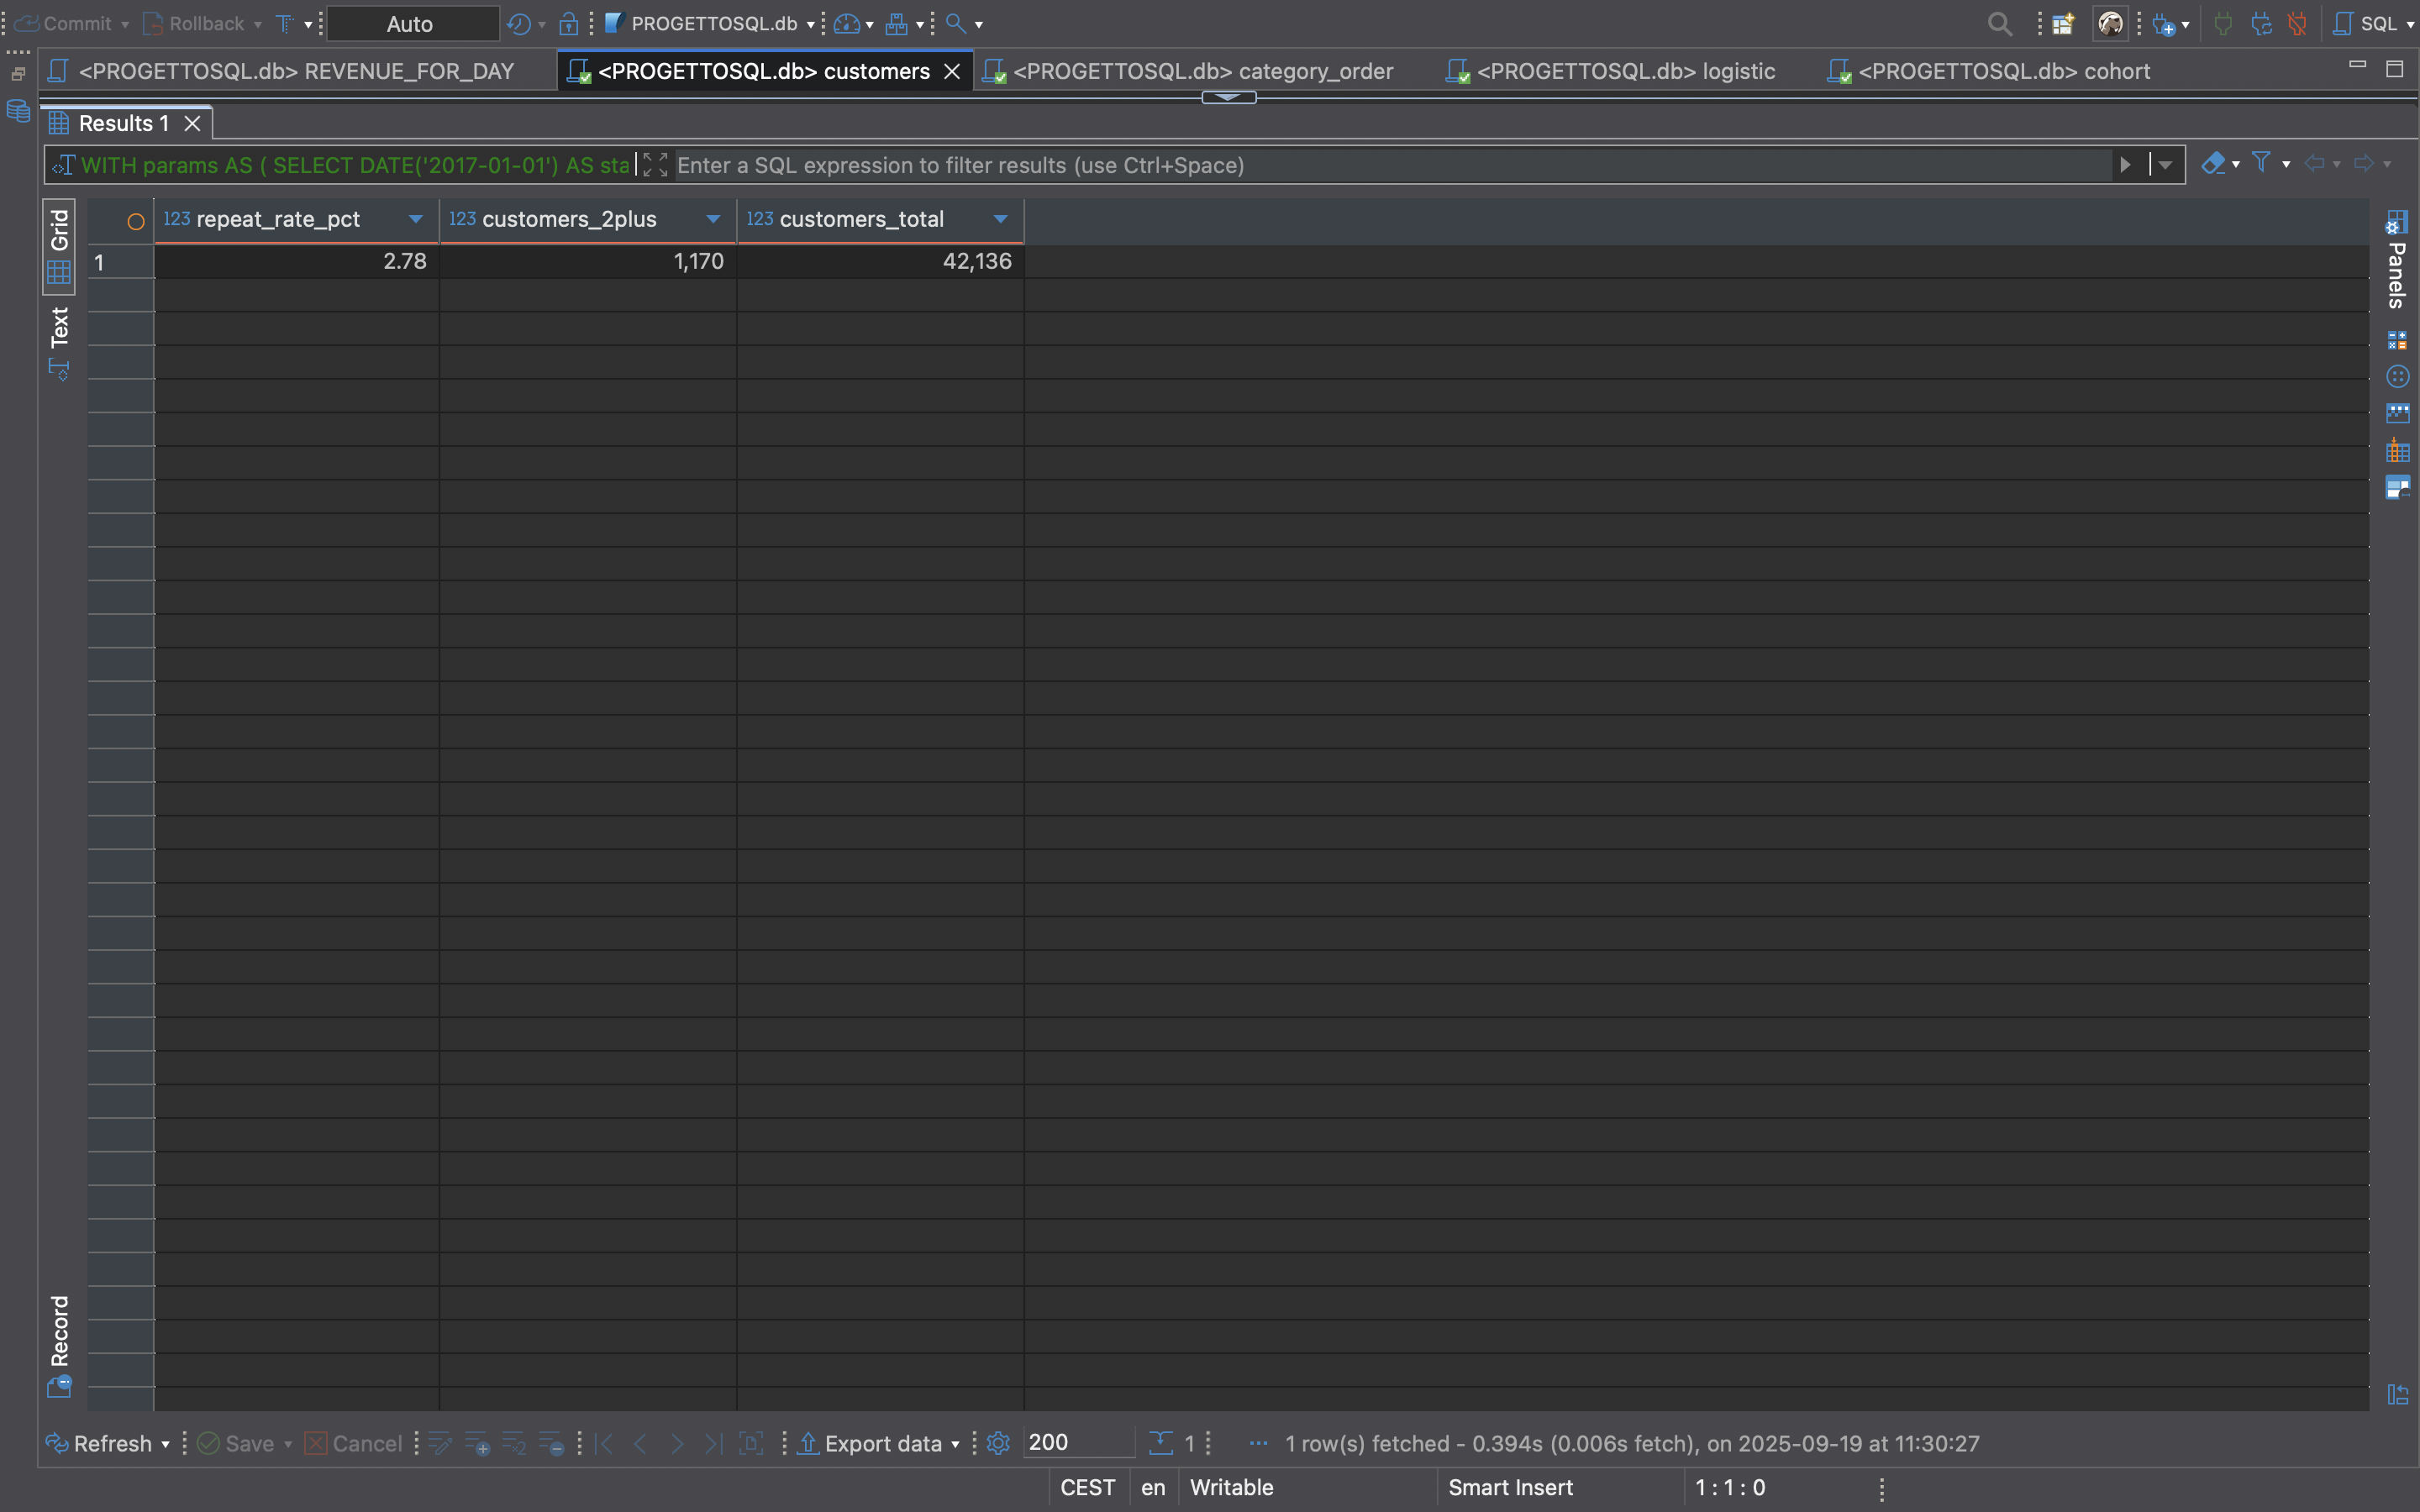 Commit Rollback Auto PROGETTOSQL.db SQL
<PROGETTOSQL.db> REVENUE_FOR_DAY <PROGETTOSQL.db> customers <PROGETTOSQL.db> category_order <PROGETTOSQL.db> logistic <PROGETTOSQL.db> cohort
Results 1
WITH params AS ( SELECT DATE('2017-01-01') AS sta Enter a SQL expression to filter results (use Ctrl+Space)
Grid
Text
Record
123 repeat_rate_pct 123 customers_2plus 123 customers_total
1 2.78 1,170 42,136
Panels
Refresh Save Cancel Export data 200 1 ... 1 row(s) fetched - 0.394s (0.006s fetch), on 2025-09-19 at 11:30:27
CEST en Writable Smart Insert 1 : 1 : 0